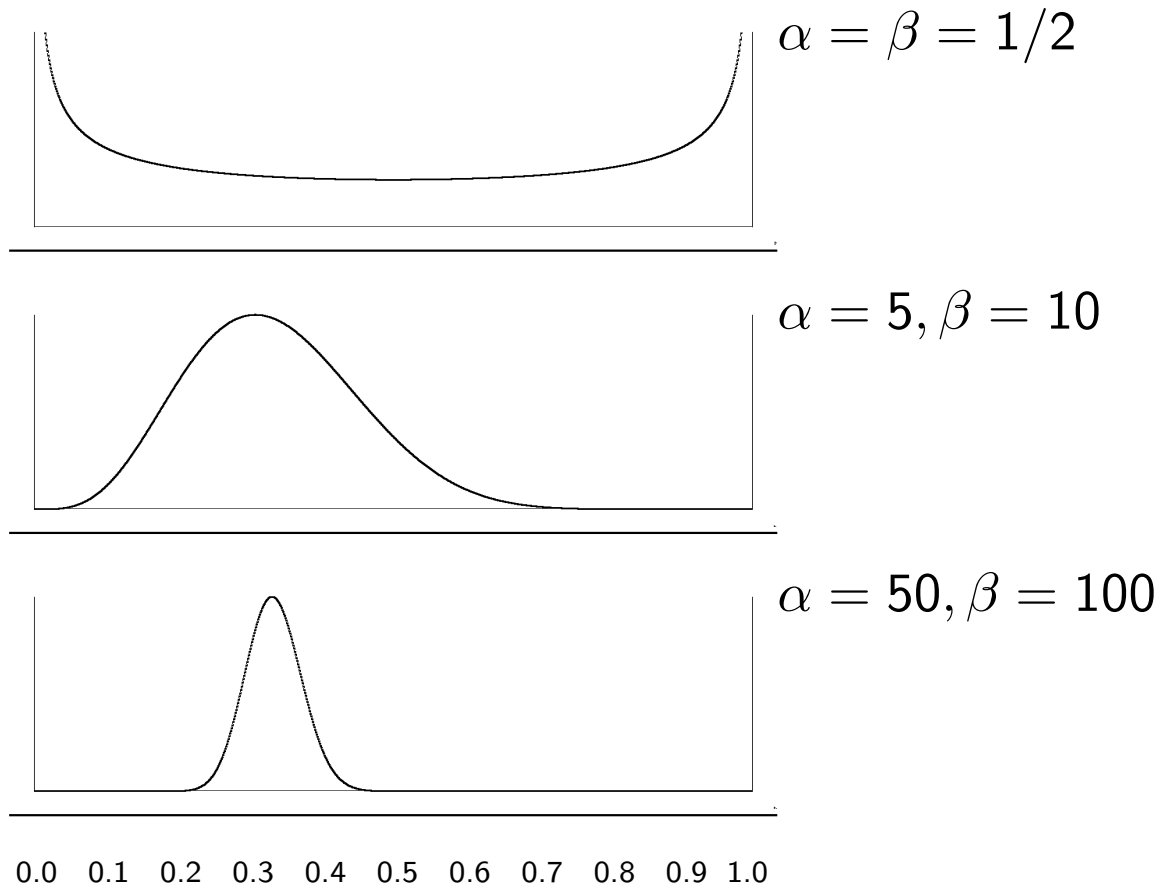 α = β = 1/2
α = 5, β = 10
α = 50, β = 100
0.0 0.1 0.2 0.3 0.4 0.5 0.6 0.7 0.8 0.9 1.0